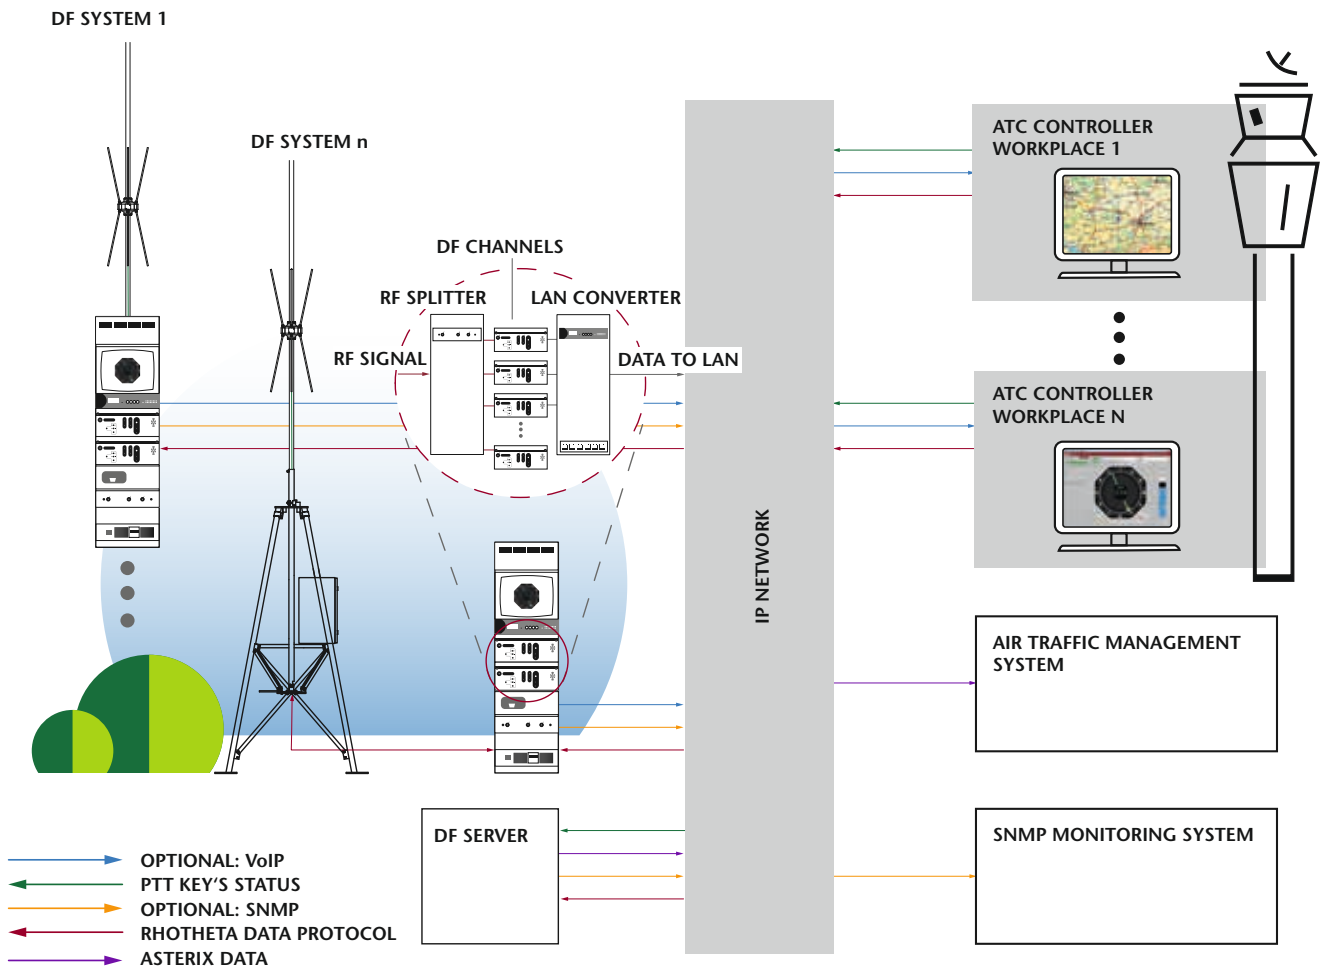 DF SYSTEM 1
DF SYSTEM n
DF CHANNELS
RF SPLITTER
LAN CONVERTER
RF SIGNAL
DATA TO LAN
IP NETWORK
ATC CONTROLLER
WORKPLACE 1
ATC CONTROLLER
WORKPLACE N
AIR TRAFFIC MANAGEMENT
SYSTEM
DF SERVER
SNMP MONITORING SYSTEM
OPTIONAL: VoIP
PTT KEY‘S STATUS
OPTIONAL: SNMP
RHOTHETA DATA PROTOCOL
ASTERIX DATA